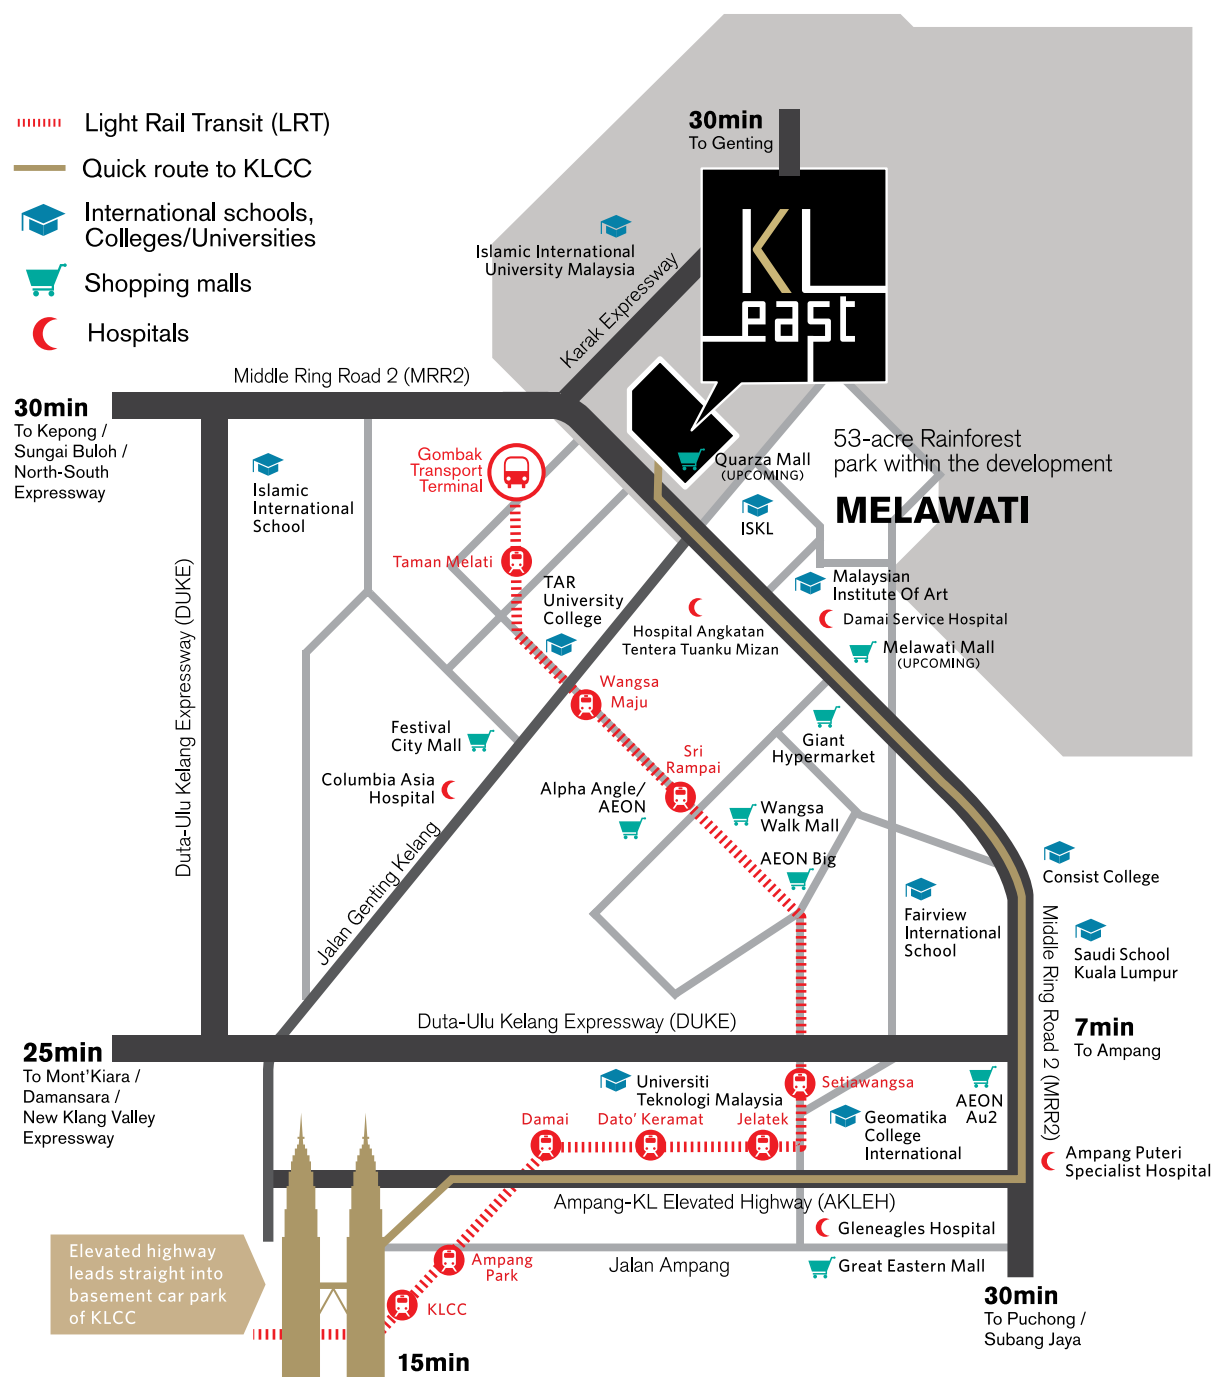 Light Rail Transit (LRT)
Quick route to KLCC
International schools,
Colleges/Universities
Shopping malls
Hospitals
30min
To Genting
KL
east
Islamic International
University Malaysia
Karak Expressway
Middle Ring Road 2 (MRR2)
30min
To Kepong /
Sungai Buloh /
North-South
Expressway
Gombak
Transport
Terminal
Islamic
International
School
Quarza Mall
(UPCOMING)
53-acre Rainforest
park within the development
MELAWATI
ISKL
Taman Melati
TAR
University
College
Malaysian
Institute Of Art
Damai Service Hospital
Hospital Angkatan
Tentera Tuanku Mizan
Melawati Mall
(UPCOMING)
Duta-Ulu Kelang Expressway (DUKE)
Wangsa
Maju
Festival
City Mall
Sri
Rampai
Giant
Hypermarket
Columbia Asia
Hospital
Alpha Angle/
AEON
Wangsa
Walk Mall
AEON Big
Jalan Genting Kelang
Consist College
Fairview
International
School
Middle Ring Road 2 (MRR2)
Saudi School
Kuala Lumpur
Duta-Ulu Kelang Expressway (DUKE)
25min
To Mont'Kiara /
Damansara /
New Klang Valley
Expressway
7min
To Ampang
Universiti
Teknologi Malaysia
Setiawangsa
AEON
Au2
Damai
Dato' Keramat
Jelatek
Geomatika
College
International
Ampang Puteri
Specialist Hospital
Ampang-KL Elevated Highway (AKLEH)
Gleneagles Hospital
Jalan Ampang
Great Eastern Mall
Elevated highway
leads straight into
basement car park
of KLCC
Ampang
Park
KLCC
30min
To Puchong /
Subang Jaya
15min